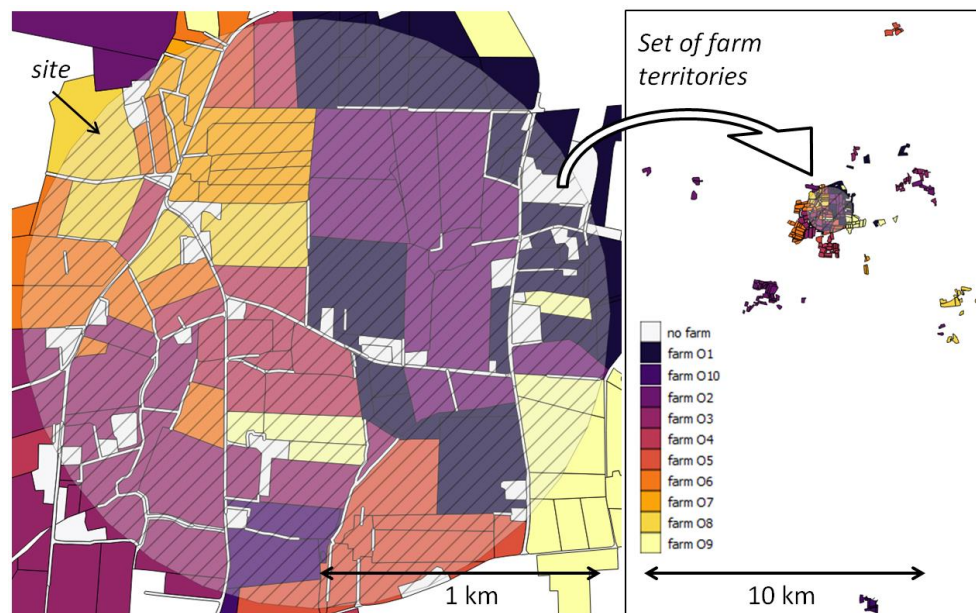 site
Set of farm
territories
no farm
farm O1
farm O10
farm O2
farm O3
farm O4
farm O5
farm O6
farm O7
farm O8
farm O9
1 km
10 km